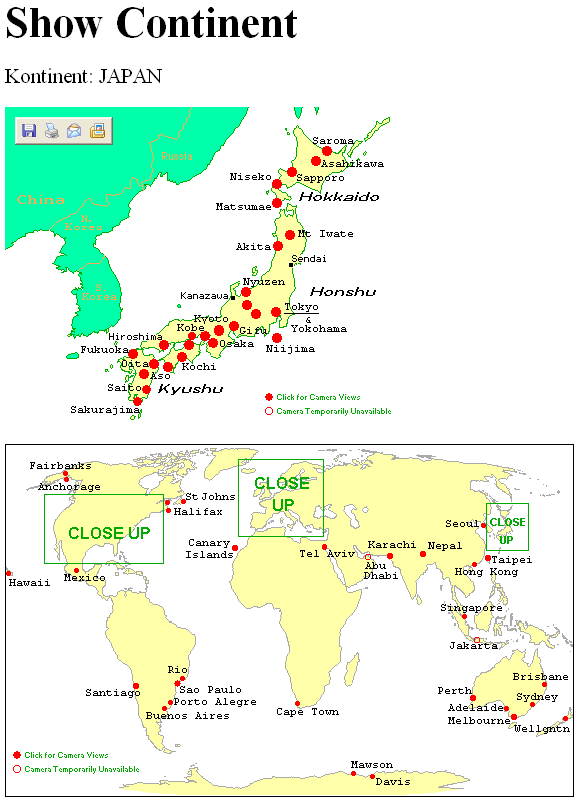 Show Continent
Kontinent: JAPAN
Saroma
Asahikawa
Sapporo
Niseko
Hokkaido
Matsumae
China
N.
Korea
Mt Iwate
Akita
Sendai
S.
Korea
Nyuzen
Kanazawa
Honshu
Tokyo
&
Yokohama
Kyoto
Kobe
Gifu
Hiroshima
Osaka
Niijima
Fukuoka
Oita
Kochi
Aso
Saito
Kyushu
Sakurajima
Click for Camera Views
Camera Temporarily Unavailable
Fairbanks
Anchorage
CLOSE
UP
St Johns
Halifax
CLOSE UP
Seoul
CLOSE
UP
Canary
Islands
Tel Aviv
Karachi
Nepal
Abu
Dhabi
Taipei
Hong Kong
Hawaii
Mexico
Singapore
Jakarta
Rio
Sao Paulo
Santiago
Porto Alegre
Buenos Aires
Cape Town
Brisbane
Perth
Sydney
Adelaide
Melbourne
Wellgntn
Click for Camera Views
Camera Temporarily Unavailable
Mawson
Davis